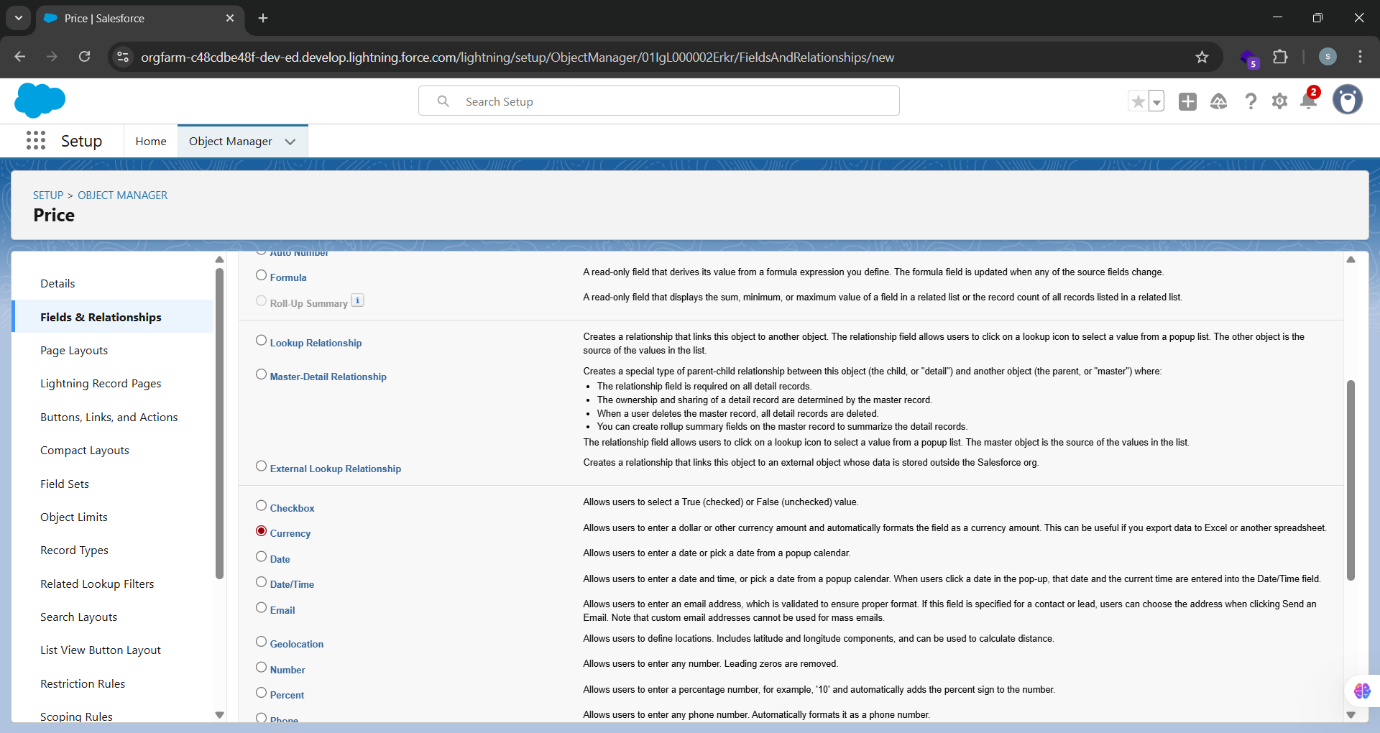 Price | Salesforce
orgfarm-c48cdbe48f-dev-ed.develop.lightning.force.com/lightning/setup/ObjectManager/01IgL000002Erkr/FieldsAndRelationships/new
5
S
Search Setup
2
Setup
Home
Object Manager
SETUP > OBJECT MANAGER
Price
Details
Fields & Relationships
Page Layouts
Lightning Record Pages
Buttons, Links, and Actions
Compact Layouts
Field Sets
Object Limits
Record Types
Related Lookup Filters
Search Layouts
List View Button Layout
Restriction Rules
Scoping Rules
Auto Number
Formula
A read-only field that derives its value from a formula expression you define. The formula field is updated when any of the source fields change.
Roll-Up Summary i
A read-only field that displays the sum, minimum, or maximum value of a field in a related list or the record count of all records listed in a related list.
Lookup Relationship
Creates a relationship that links this object to another object. The relationship field allows users to click on a lookup icon to select a value from a popup list. The other object is the
source of the values in the list.
Master-Detail Relationship
Creates a special type of parent-child relationship between this object (the child, or "detail") and another object (the parent, or "master") where:
• The relationship field is required on all detail records.
• The ownership and sharing of a detail record are determined by the master record.
• When a user deletes the master record, all detail records are deleted.
• You can create rollup summary fields on the master record to summarize the detail records.
The relationship field allows users to click on a lookup icon to select a value from a popup list. The master object is the source of the values in the list.
External Lookup Relationship
Creates a relationship that links this object to an external object whose data is stored outside the Salesforce org.
Checkbox
Allows users to select a True (checked) or False (unchecked) value.
Currency
Allows users to enter a dollar or other currency amount and automatically formats the field as a currency amount. This can be useful if you export data to Excel or another spreadsheet.
Date
Allows users to enter a date or pick a date from a popup calendar.
Date/Time
Allows users to enter a date and time, or pick a date from a popup calendar. When users click a date in the pop-up, that date and the current time are entered into the Date/Time field.
Email
Allows users to enter an email address, which is validated to ensure proper format. If this field is specified for a contact or lead, users can choose the address when clicking Send an
Email. Note that custom email addresses cannot be used for mass emails.
Geolocation
Allows users to define locations. Includes latitude and longitude components, and can be used to calculate distance.
Number
Allows users to enter any number. Leading zeros are removed.
Percent
Allows users to enter a percentage number, for example, '10' and automatically adds the percent sign to the number.
Phone
Allows users to enter any phone number. Automatically formats it as a phone number.